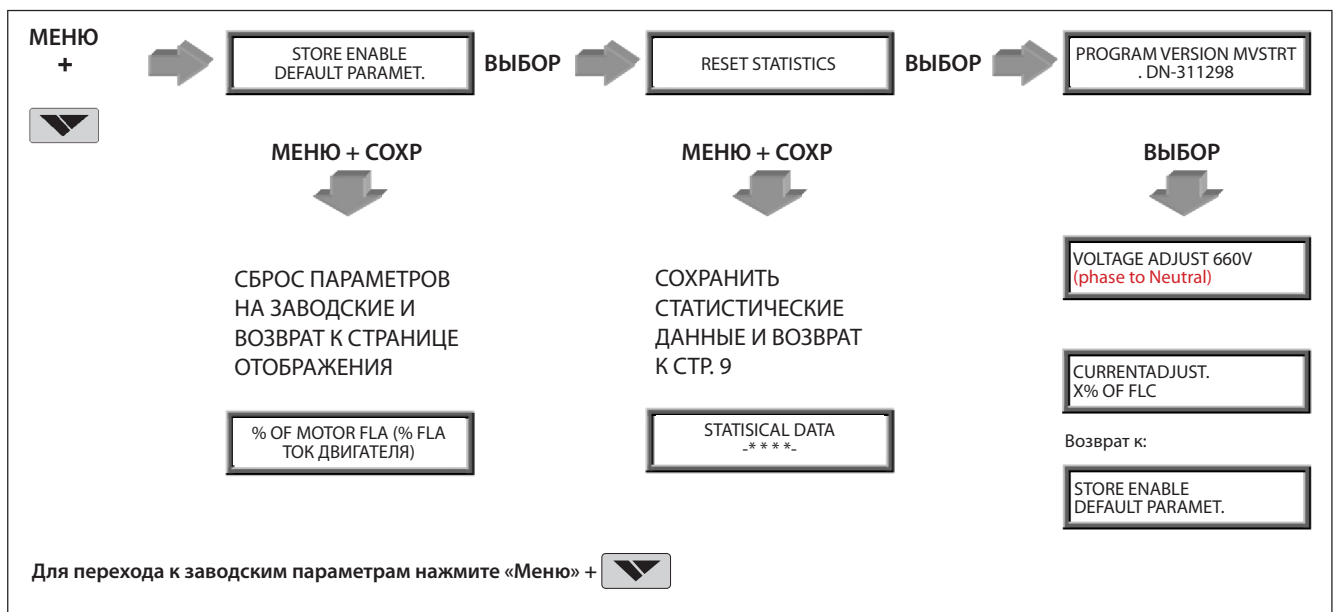 МЕНЮ
+
STORE ENABLE
DEFAULT PARAMET.
ВЫБОР
RESET STATISTICS
ВЫБОР
PROGRAM VERSION MVSTRT
. DN-311298
МЕНЮ + СОХР
МЕНЮ + СОХР
ВЫБОР
СБРОС ПАРАМЕТРОВ
НА ЗАВОДСКИЕ И
ВОЗВРАТ К СТРАНИЦЕ
ОТОБРАЖЕНИЯ
СОХРАНИТЬ
СТАТИСТИЧЕСКИЕ
ДАННЫЕ И ВОЗВРАТ
К СТР. 9
VOLTAGE ADJUST 660V
(phase to Neutral)
CURRENTADJUST.
X% OF FLC
% OF MOTOR FLA (% FLA
ТОК ДВИГАТЕЛЯ)
STATISICAL DATA
-* * * *-
Возврат к:
STORE ENABLE
DEFAULT PARAMET.
Для перехода к заводским параметрам нажмите «Меню» +